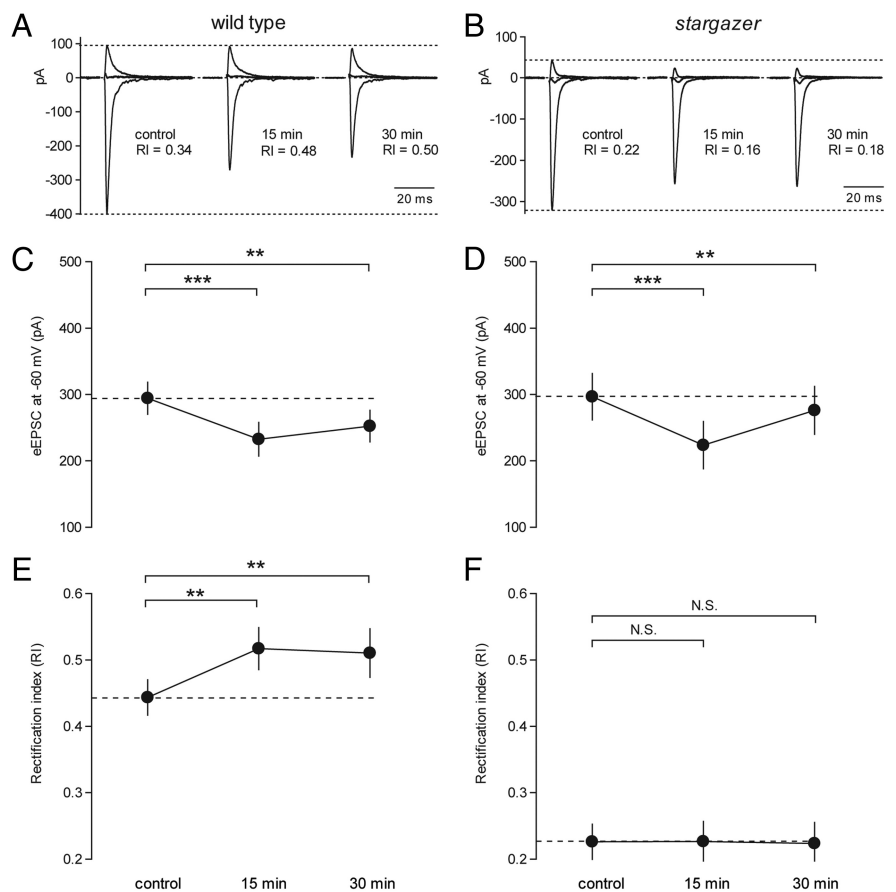 A
wild type
100
0
-100
-200
-300
-400
pA
control
RI = 0.34
15 min
RI = 0.48
30 min
RI = 0.50
20 ms
B
stargazer
100
0
-100
-200
-300
pA
control
RI = 0.22
15 min
RI = 0.16
30 min
RI = 0.18
20 ms
C
500
400
300
200
100
eEPSC at -60 mV (pA)
**
***
D
500
400
300
200
100
eEPSC at -60 mV (pA)
**
***
E
0.6
0.5
0.4
0.3
0.2
Rectification index (RI)
**
**
control
15 min
30 min
F
0.6
0.5
0.4
0.3
0.2
Rectification index (RI)
N.S.
N.S.
control
15 min
30 min